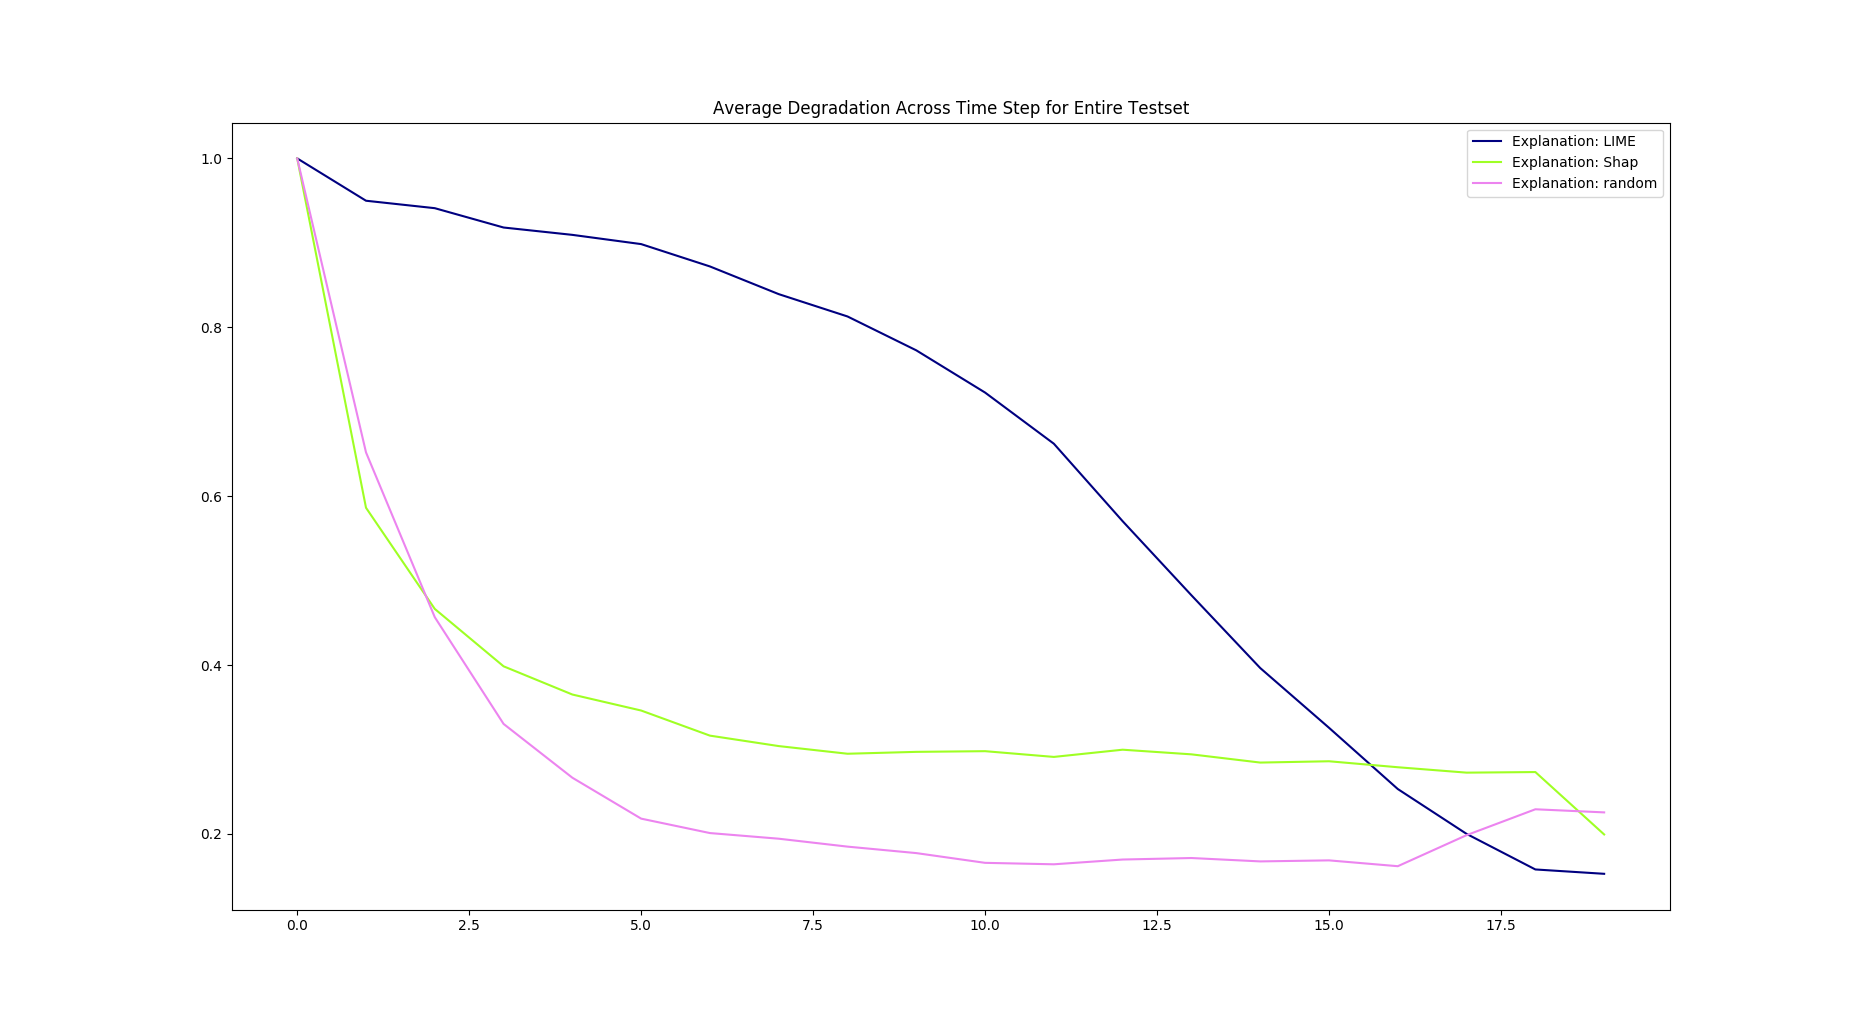 Average Degradation Across Time Step for Entire Testset
Explanation: LIME
Explanation: Shap
Explanation: random
1.0
0.8
0.6
0.4
0.2
0.0 2.5 5.0 7.5 10.0 12.5 15.0 17.5